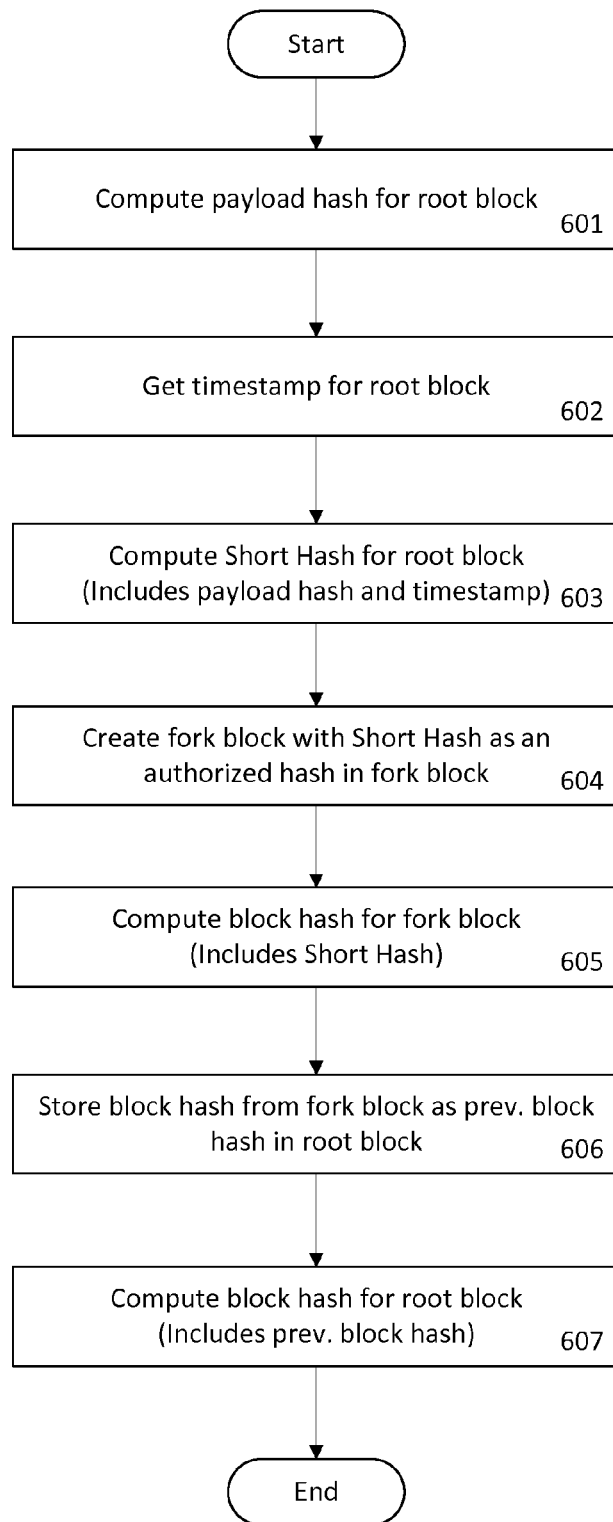 Start
Compute payload hash for root block
601
Get timestamp for root block
602
Compute Short Hash for root block
(Includes payload hash and timestamp)
603
Create fork block with Short Hash as an
authorized hash in fork block
604
Compute block hash for fork block
(Includes Short Hash)
605
Store block hash from fork block as prev. block
hash in root block
606
Compute block hash for root block
(Includes prev. block hash)
607
End